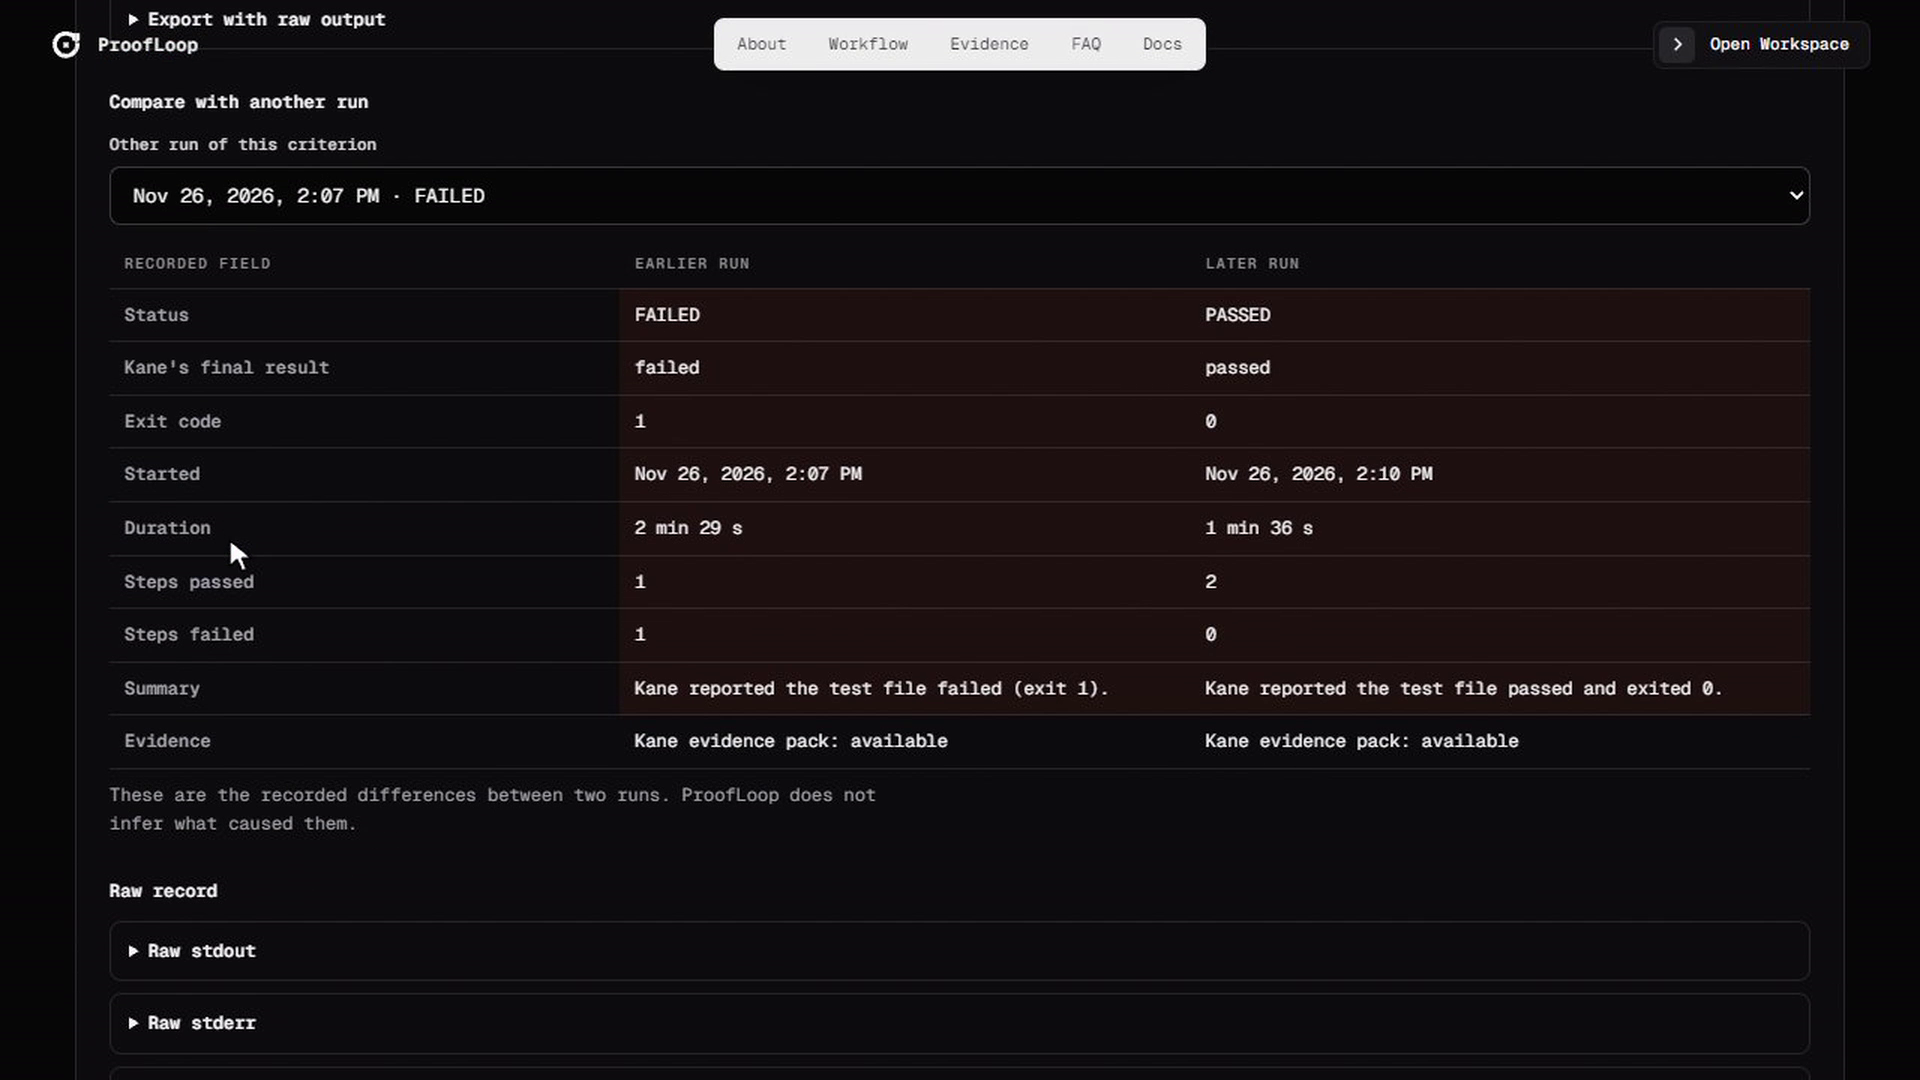 Export with raw output
ProofLoop
About Workflow Evidence FAQ Docs
Open Workspace
Compare with another run
Other run of this criterion
Nov 26, 2026, 2:07 PM · FAILED
RECORDED FIELD EARLIER RUN LATER RUN
Status FAILED PASSED
Kane's final result failed passed
Exit code 1 0
Started Nov 26, 2026, 2:07 PM Nov 26, 2026, 2:10 PM
Duration 2 min 29 s 1 min 36 s
Steps passed 1 2
Steps failed 1 0
Summary Kane reported the test file failed (exit 1). Kane reported the test file passed and exited 0.
Evidence Kane evidence pack: available Kane evidence pack: available
These are the recorded differences between two runs. ProofLoop does not
infer what caused them.
Raw record
Raw stdout
Raw stderr